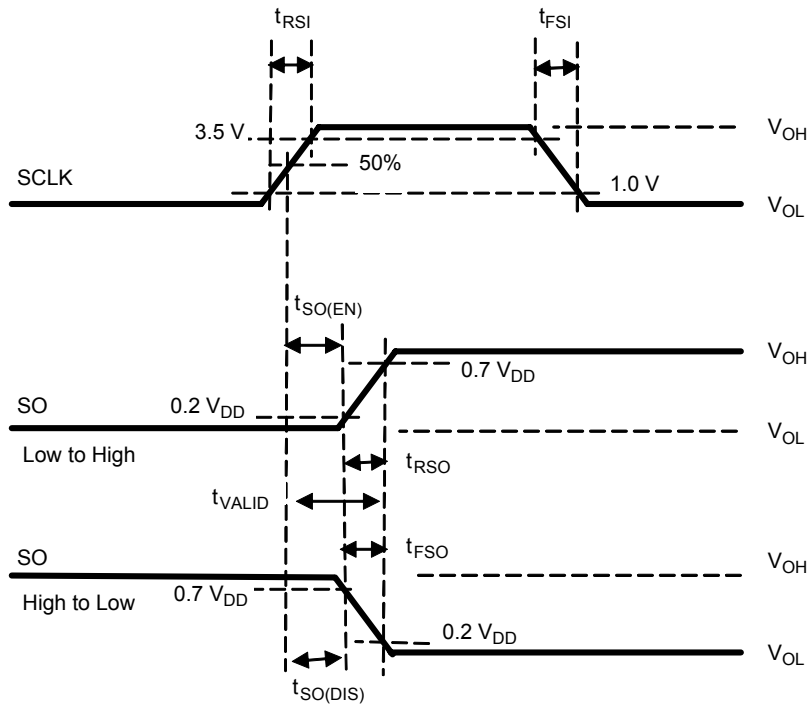 tRSI
tFSI
3.5 V
VOH
50%
SCLK
1.0 V
VOL
tSO(EN)
VOH
0.7 VDD
0.2 VDD
SO
VOL
Low to High
tRSO
tVALID
tFSO
SO
VOH
0.7 VDD
High to Low
0.2 VDD
VOL
tSO(DIS)